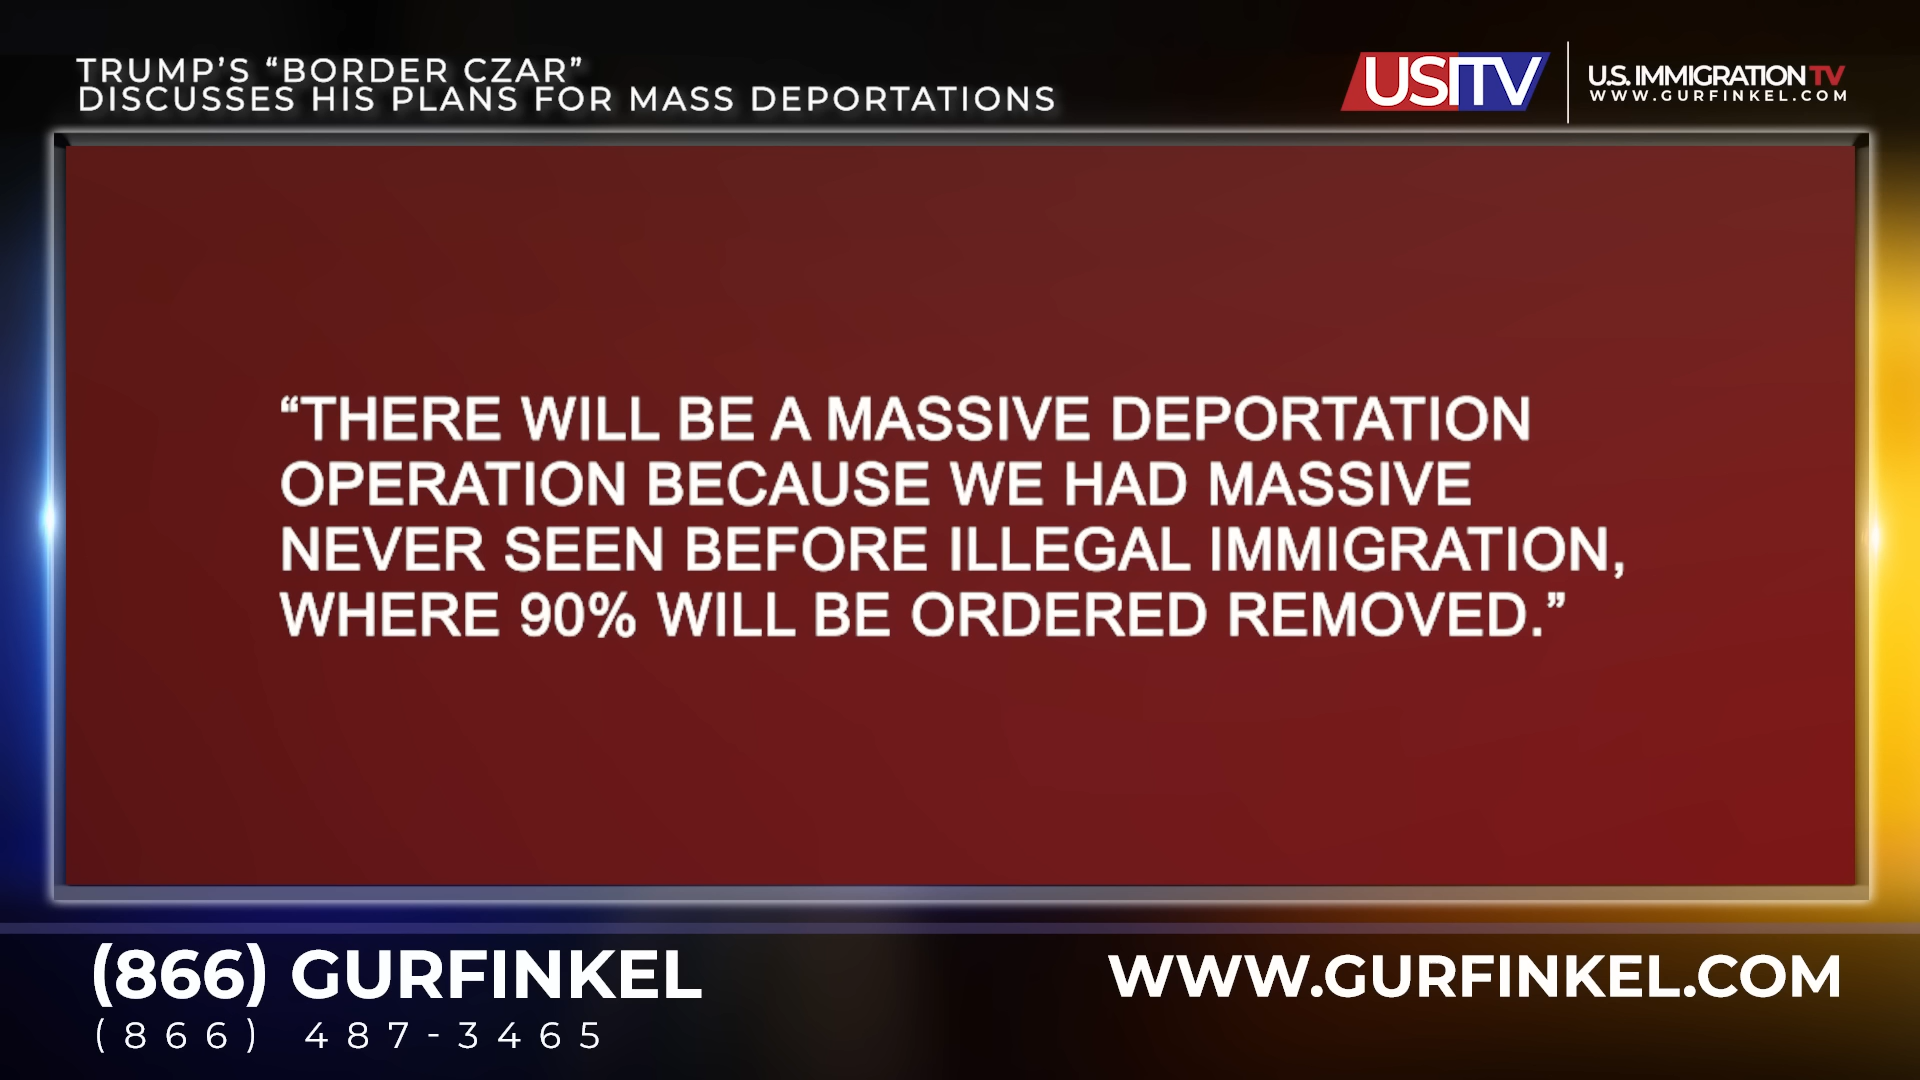 TRUMP'S “BORDER CZAR”
DISCUSSES HIS PLANS FOR MASS DEPORTATIONS
USITV
U.S. IMMIGRATION TV
WWW.GURFINKEL.COM
“THERE WILL BE A MASSIVE DEPORTATION
OPERATION BECAUSE WE HAD MASSIVE
NEVER SEEN BEFORE ILLEGAL IMMIGRATION,
WHERE 90% WILL BE ORDERED REMOVED.”
(866) GURFINKEL
(866) 487-3465
WWW.GURFINKEL.COM